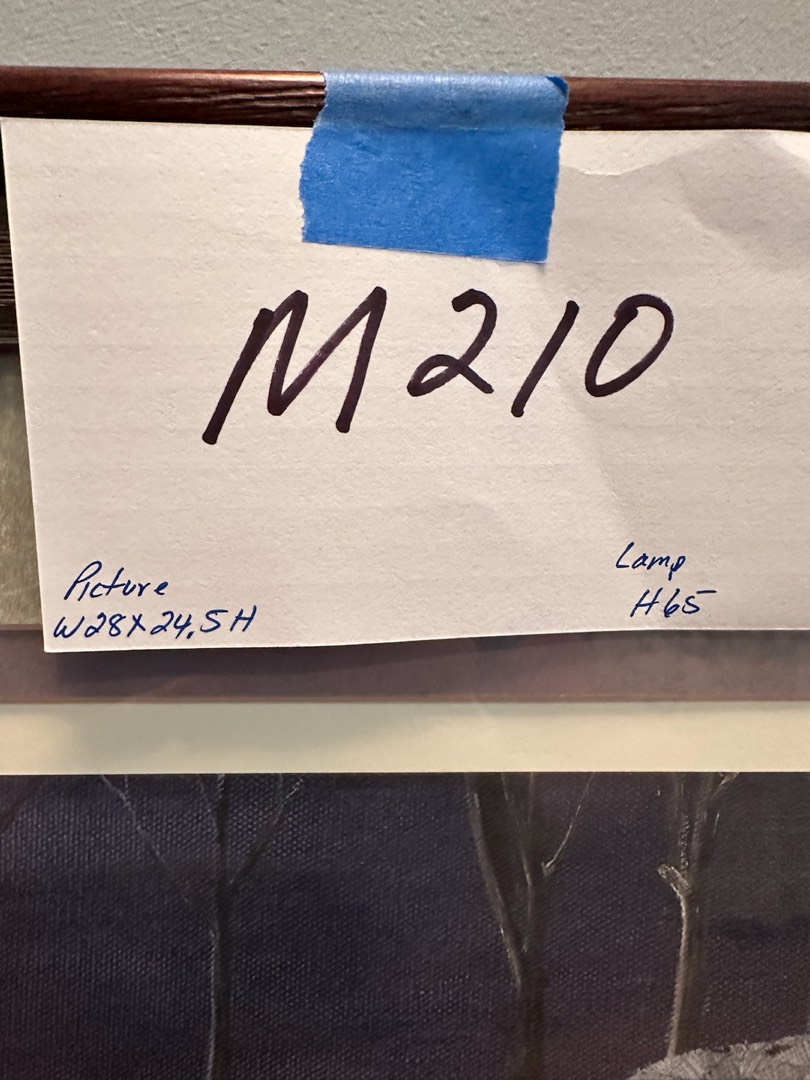 M210
Picture
W28X24.5H
Lamp
H65